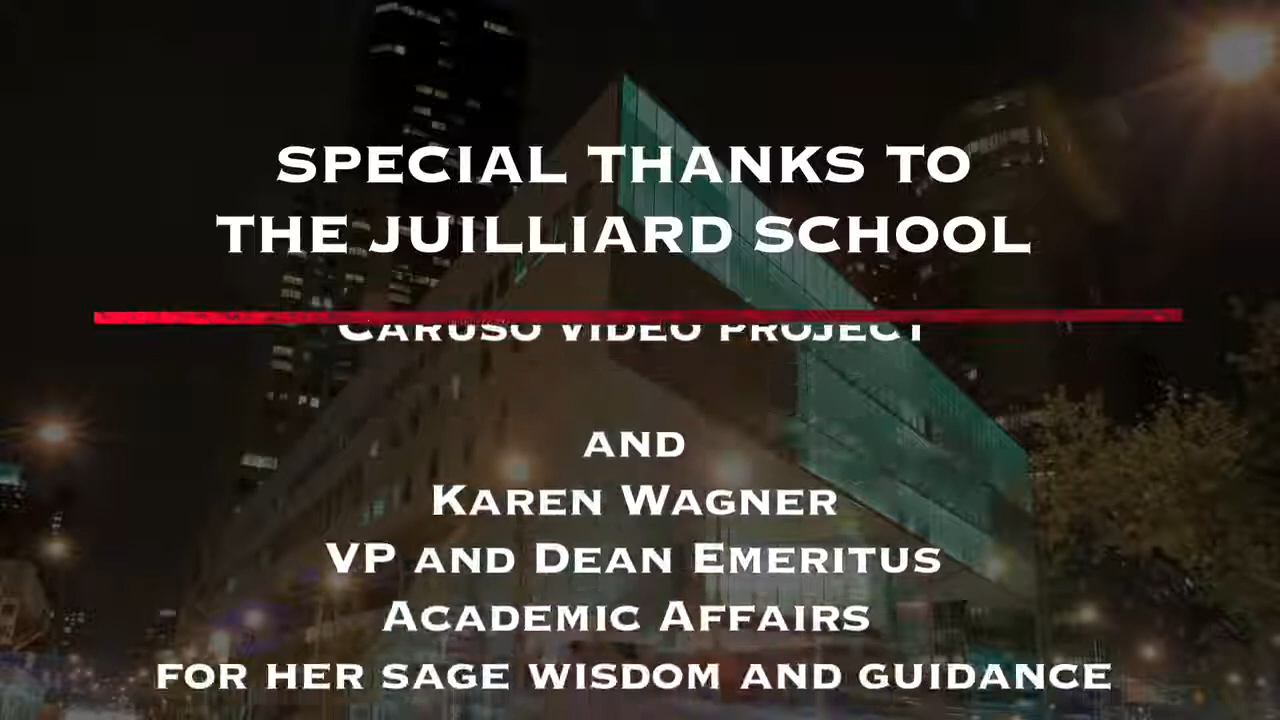 SPECIAL THANKS TO
THE JUILLIARD SCHOOL
CARUSO VIDEO PROJECT
AND
KAREN WAGNER
VP AND DEAN EMERITUS
ACADEMIC AFFAIRS
FOR HER SAGE WISDOM AND GUIDANCE